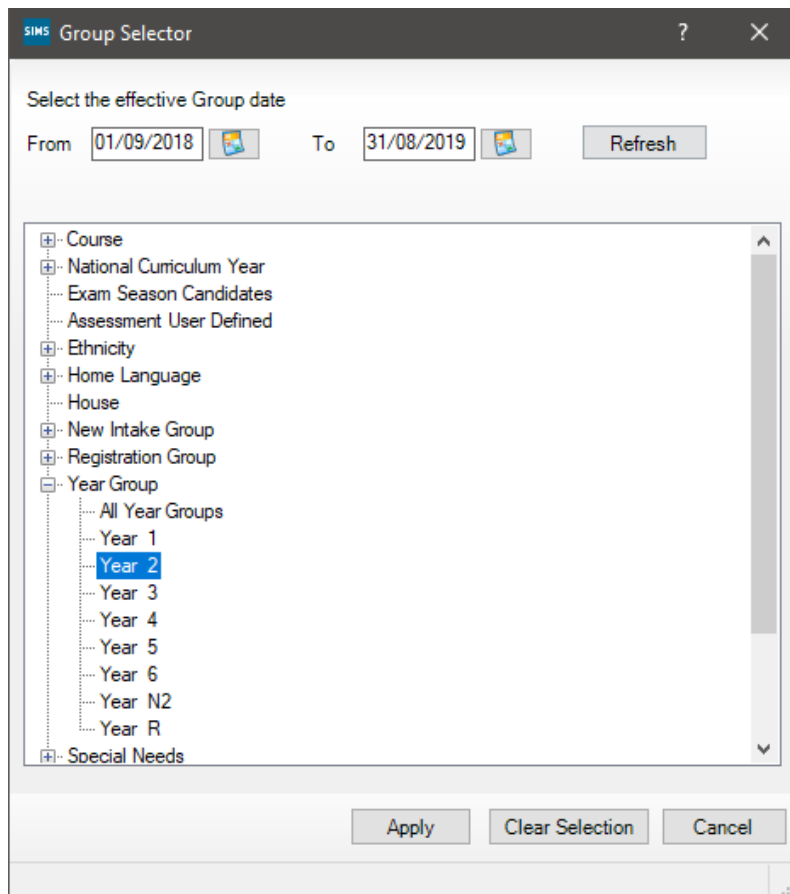 SIMS Group Selector ? ×
Select the effective Group date
From 01/09/2018 To 31/08/2019 Refresh
Course
National Curriculum Year
Exam Season Candidates
Assessment User Defined
Ethnicity
Home Language
House
New Intake Group
Registration Group
Year Group
All Year Groups
Year 1
Year 2
Year 3
Year 4
Year 5
Year 6
Year N2
Year R
Special Needs
Apply Clear Selection Cancel